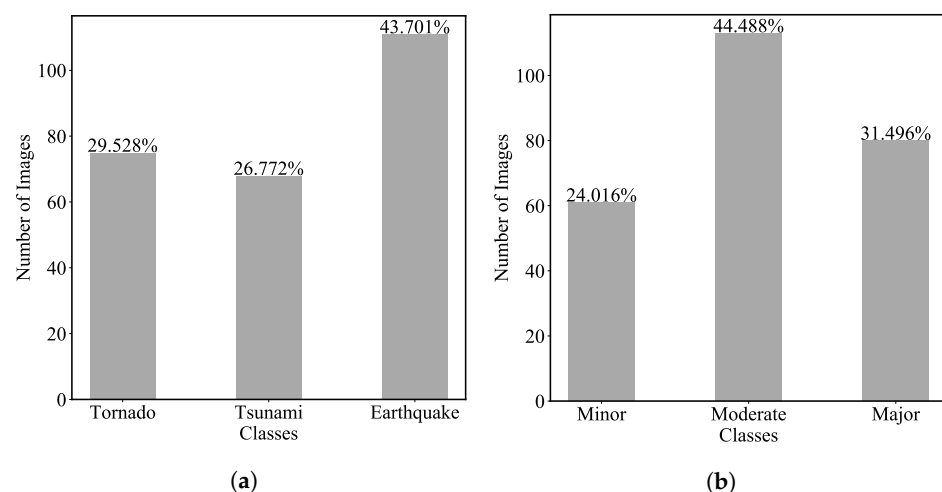 43.701%
100
80
29.528%
26.772%
60
40
20
0
Number of Images
Tornado Tsunami Earthquake
Classes
(a)
44.488%
100
80
31.496%
60
24.016%
40
20
0
Number of Images
Minor Moderate Major
Classes
(b)